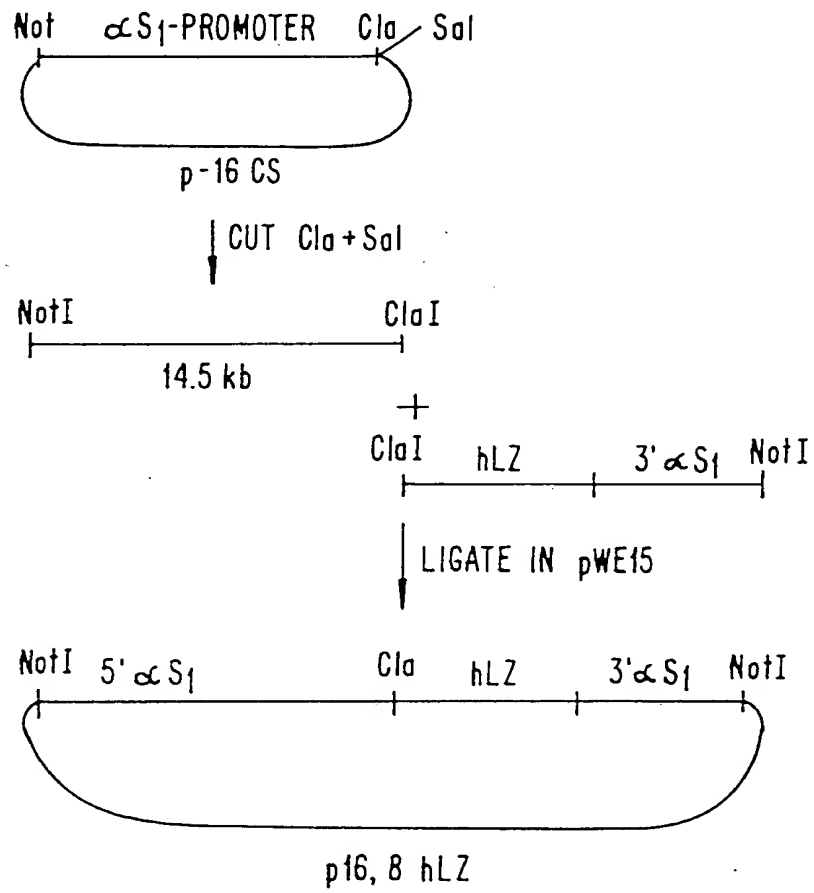 Not αS1-PROMOTER Cla Sal
p-16 CS
CUT Cla+Sal
NotI ClaI
14.5 kb
+
ClaI hLZ 3' αS1 NotI
LIGATE IN pWE15
NotI 5' αS1 Cla hLZ 3' αS1 NotI
p16, 8 hLZ